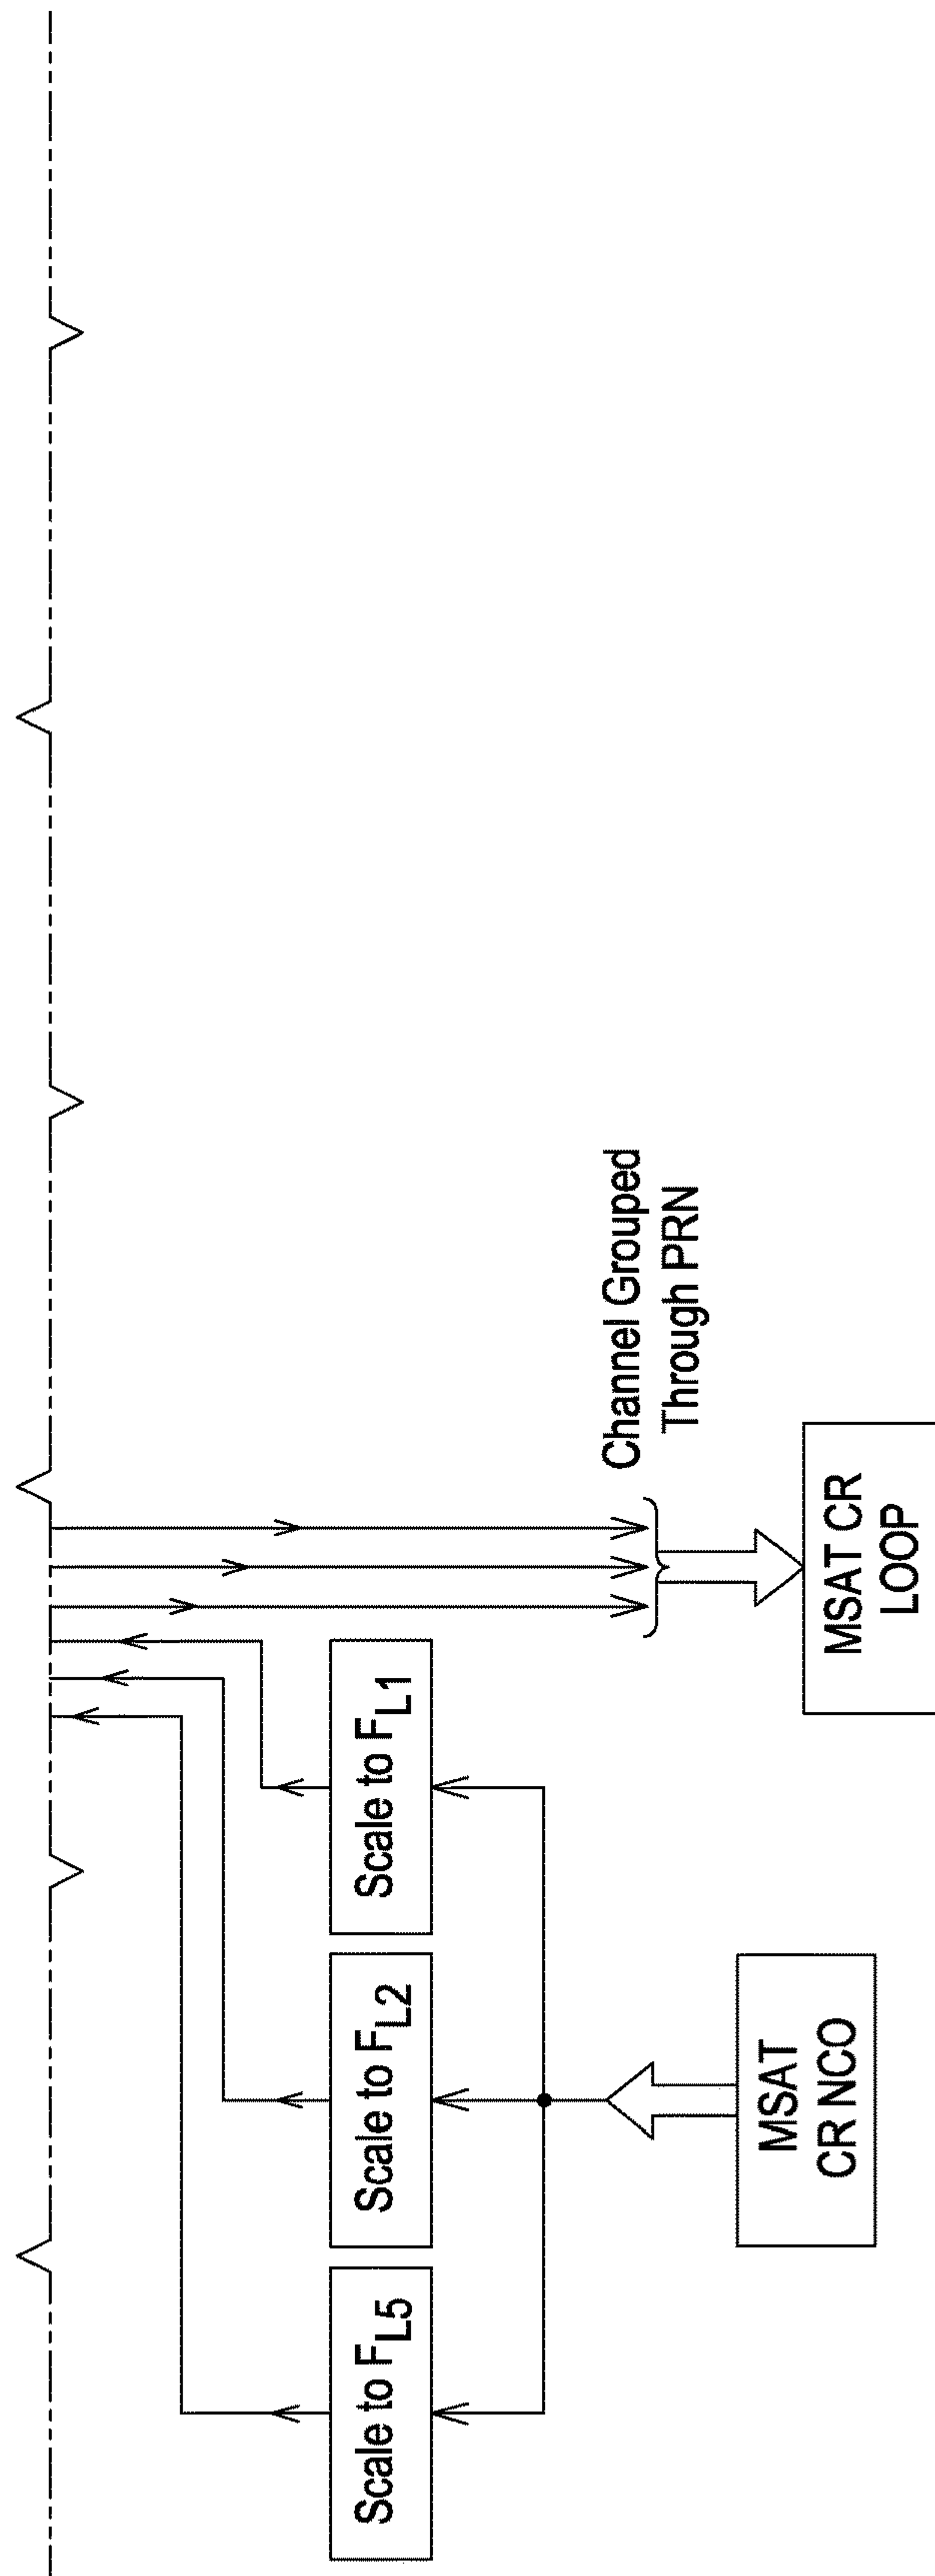 Scale to FL5
Scale to FL2
Scale to FL1
Channel Grouped
Through PRN
MSAT
CR NCO
MSAT CR
LOOP